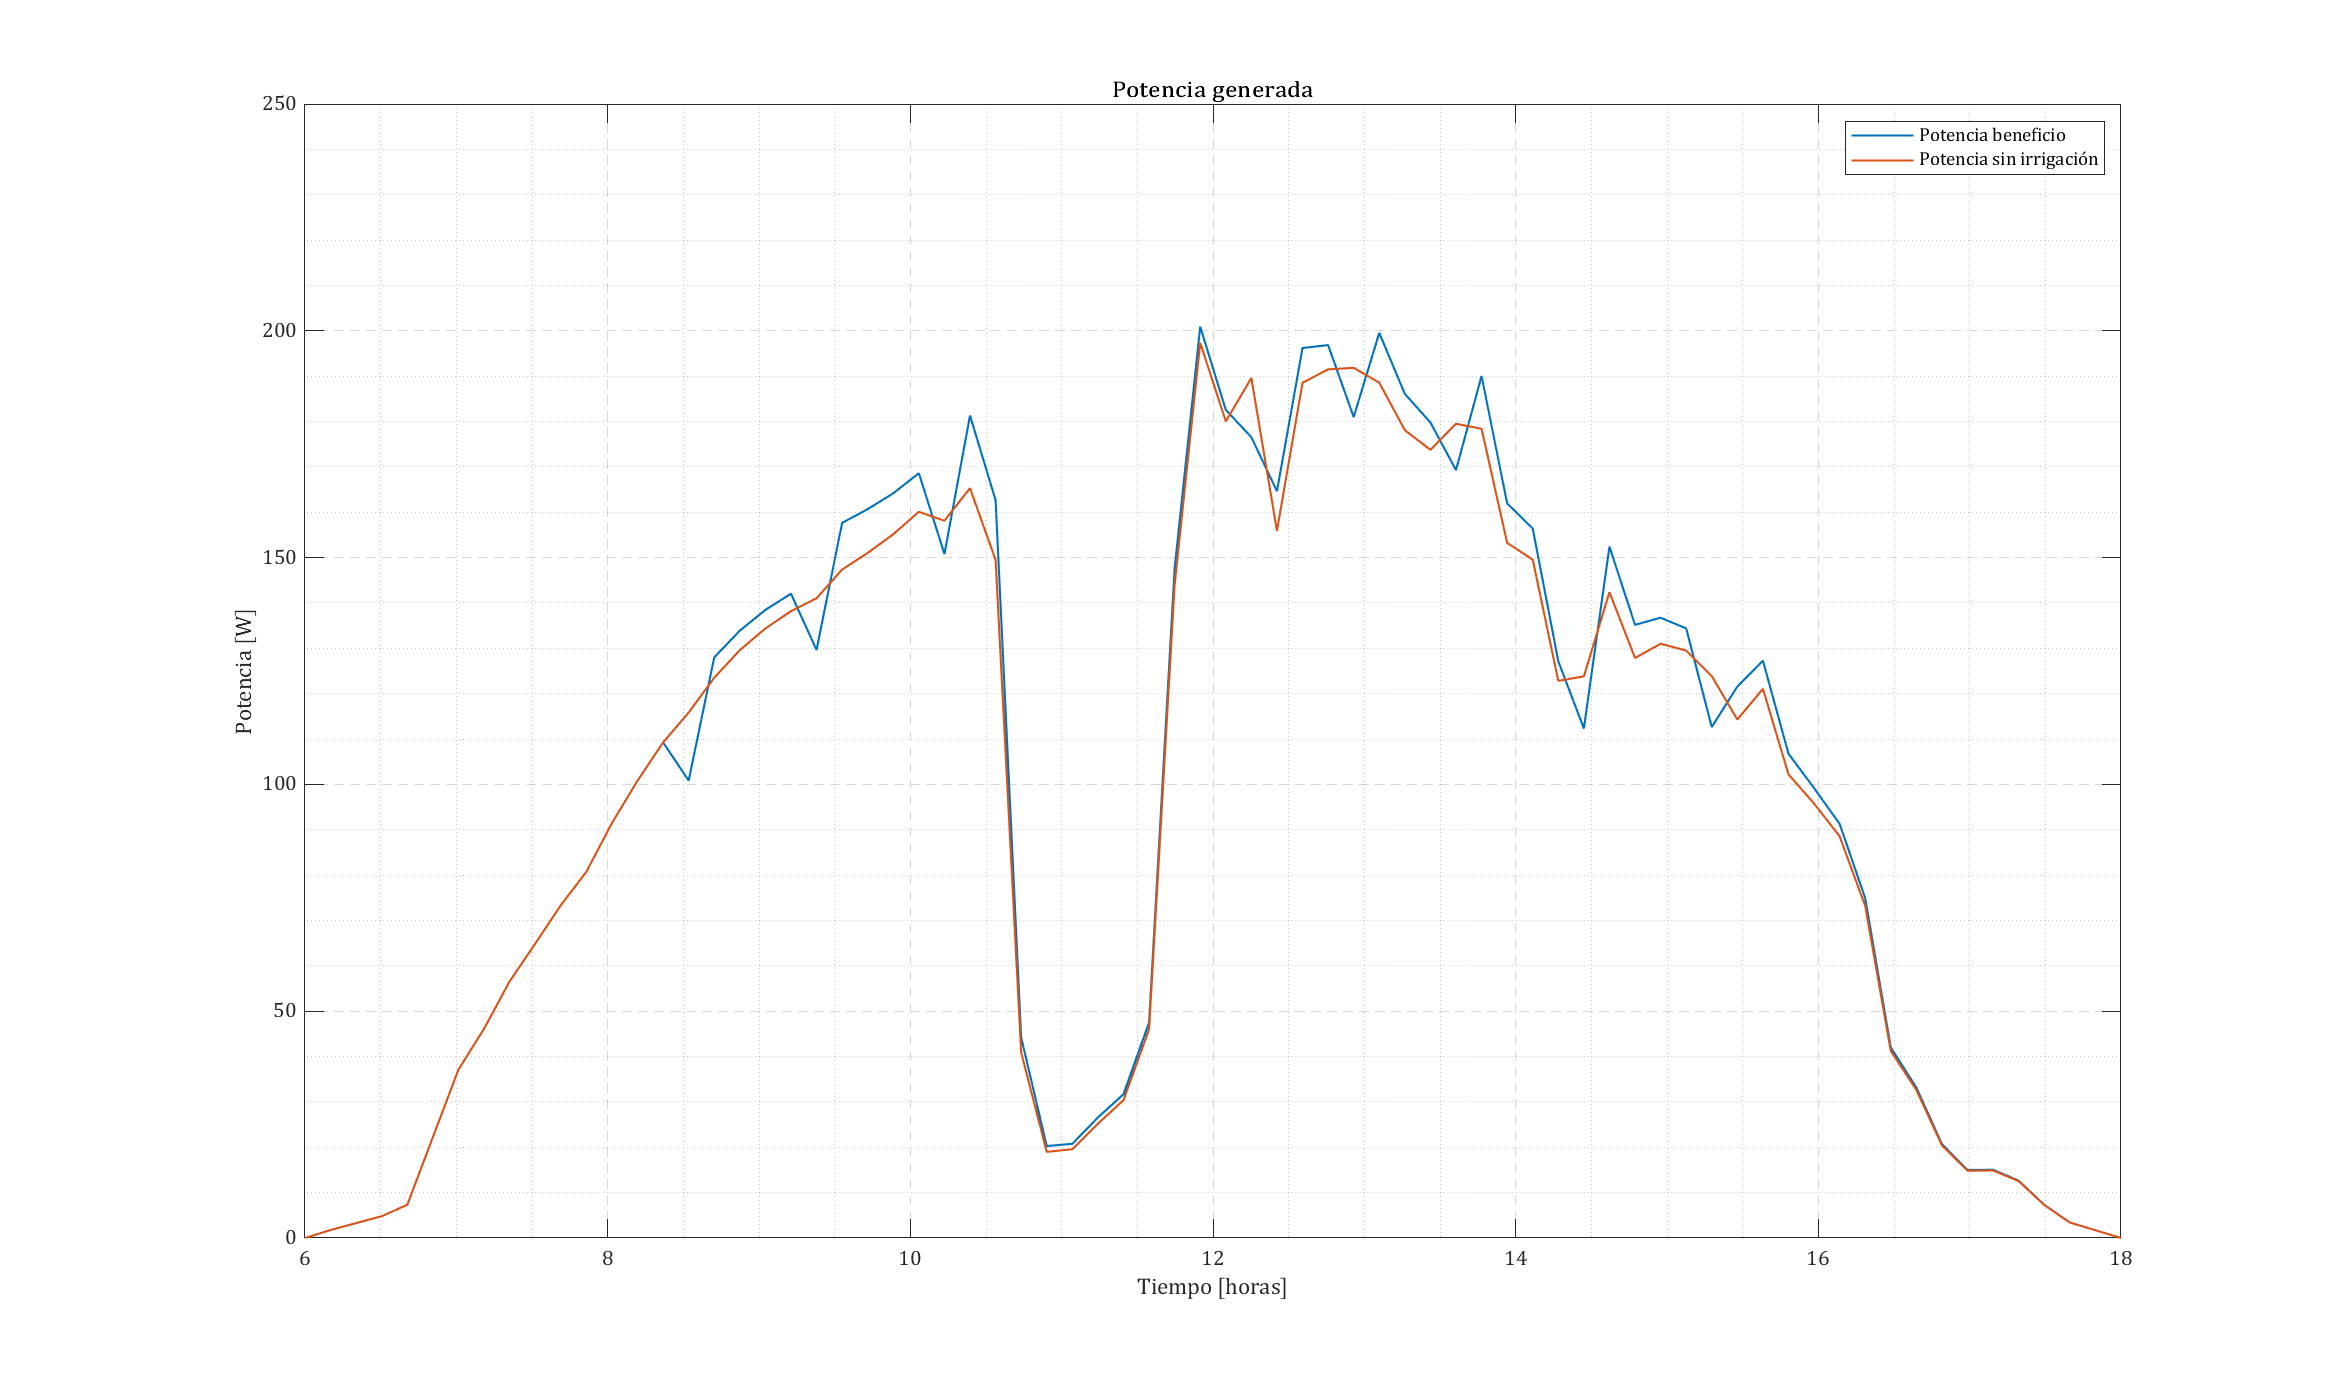 Potencia generada
250
200
150
100
50
0
Potencia [W]
Potencia beneficio
Potencia sin irrigación
6 8 10 12 14 16 18
Tiempo [horas]